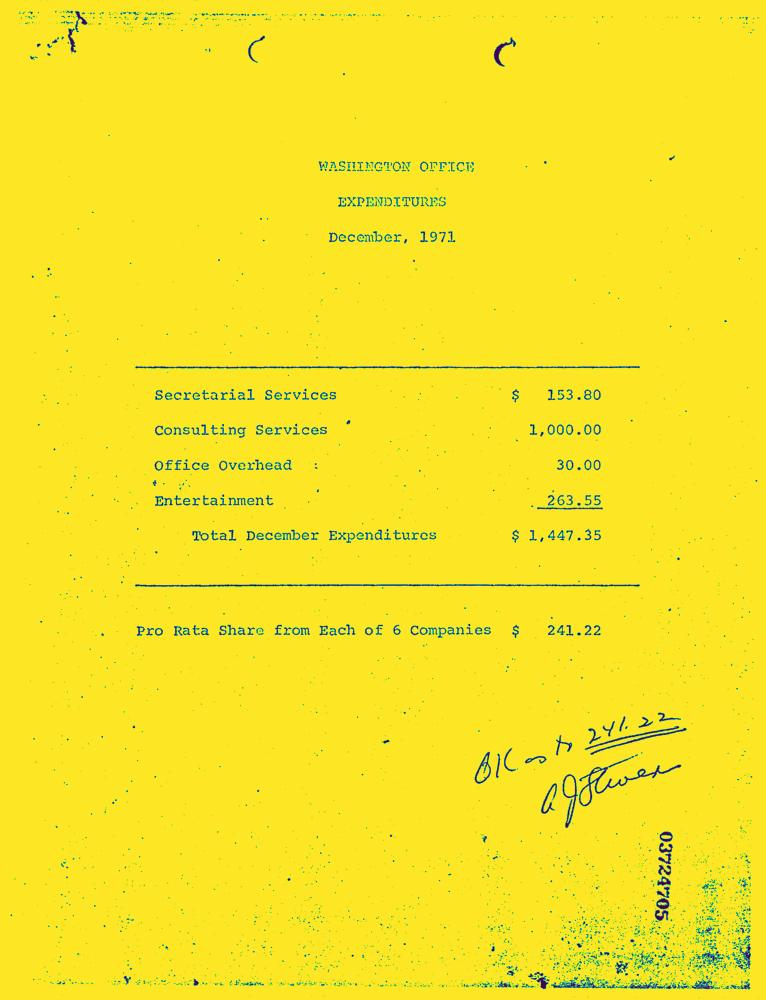 WASHINGTON OFFICE
EXPENDITURES
December, 1971
Secretarial Services $ 153.80
Consulting Services 1,000.00
Office Overhead : 30.00
Entertainment 263.55
Total December Expenditures $ 1,447.35
Pro Rata Share from Each of 6 Companies $ 241.22
OK as to 241.22
03724705